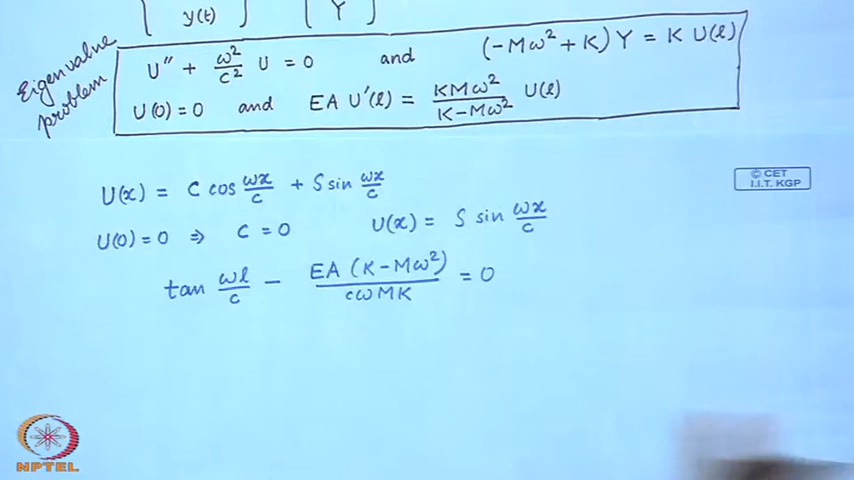 y(t)
Y
Eigenvalue problem
U'' + ω²/c² U = 0 and (-Mω² + K) Y = K U(l)
U(0) = 0 and EA U'(l) = KMω²/(K-Mω²) U(l)
© CET
I.I.T. KGP
U(x) = C cos ωx/c + S sin ωx/c
U(0) = 0 ⇒ C = 0 U(x) = S sin ωx/c
tan ωl/c - EA (K-Mω²)/(cωMK) = 0
NPTEL